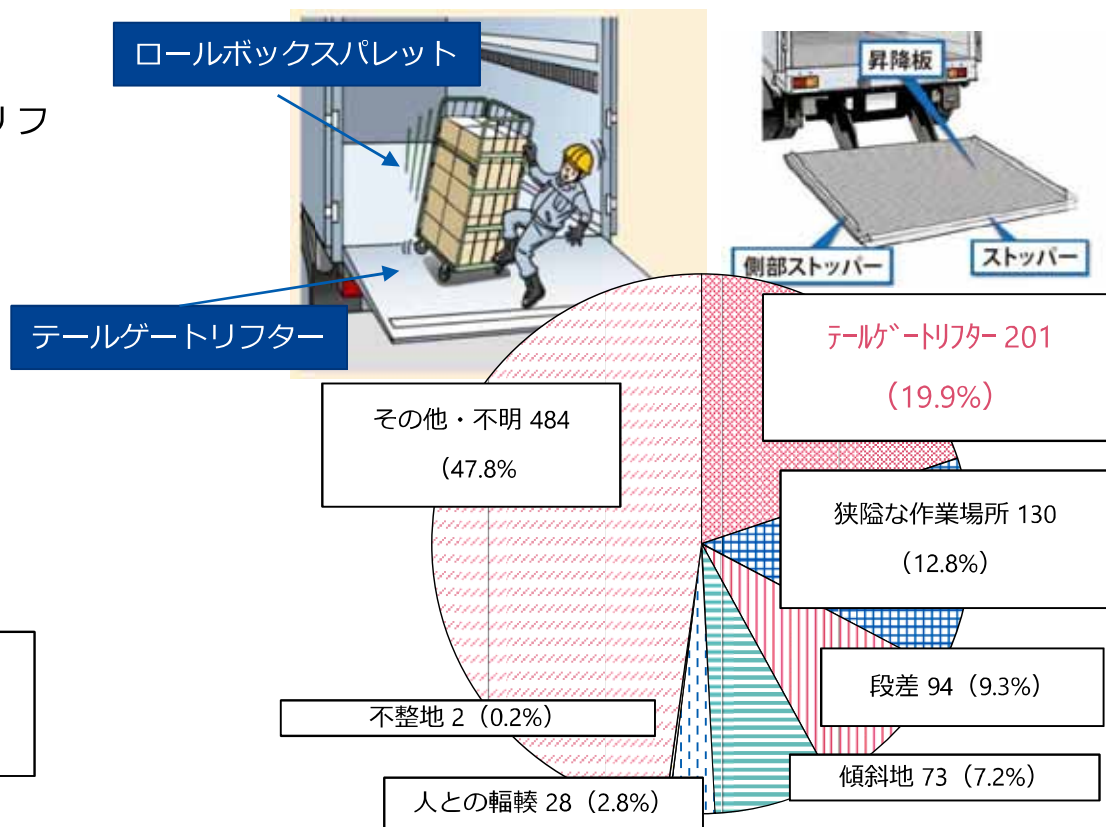 ロールボックスパレット
リフ
テールゲートリフター
昇降板
側部ストッパー
ストッパー
ﾃｰﾙｹﾞｰﾄﾘﾌﾀｰ 201
（19.9%）
その他・不明 484
(47.8%
狭隘な作業場所 130
（12.8%）
段差 94（9.3%）
不整地 2（0.2%）
傾斜地 73（7.2%）
人との輻輳 28（2.8%）